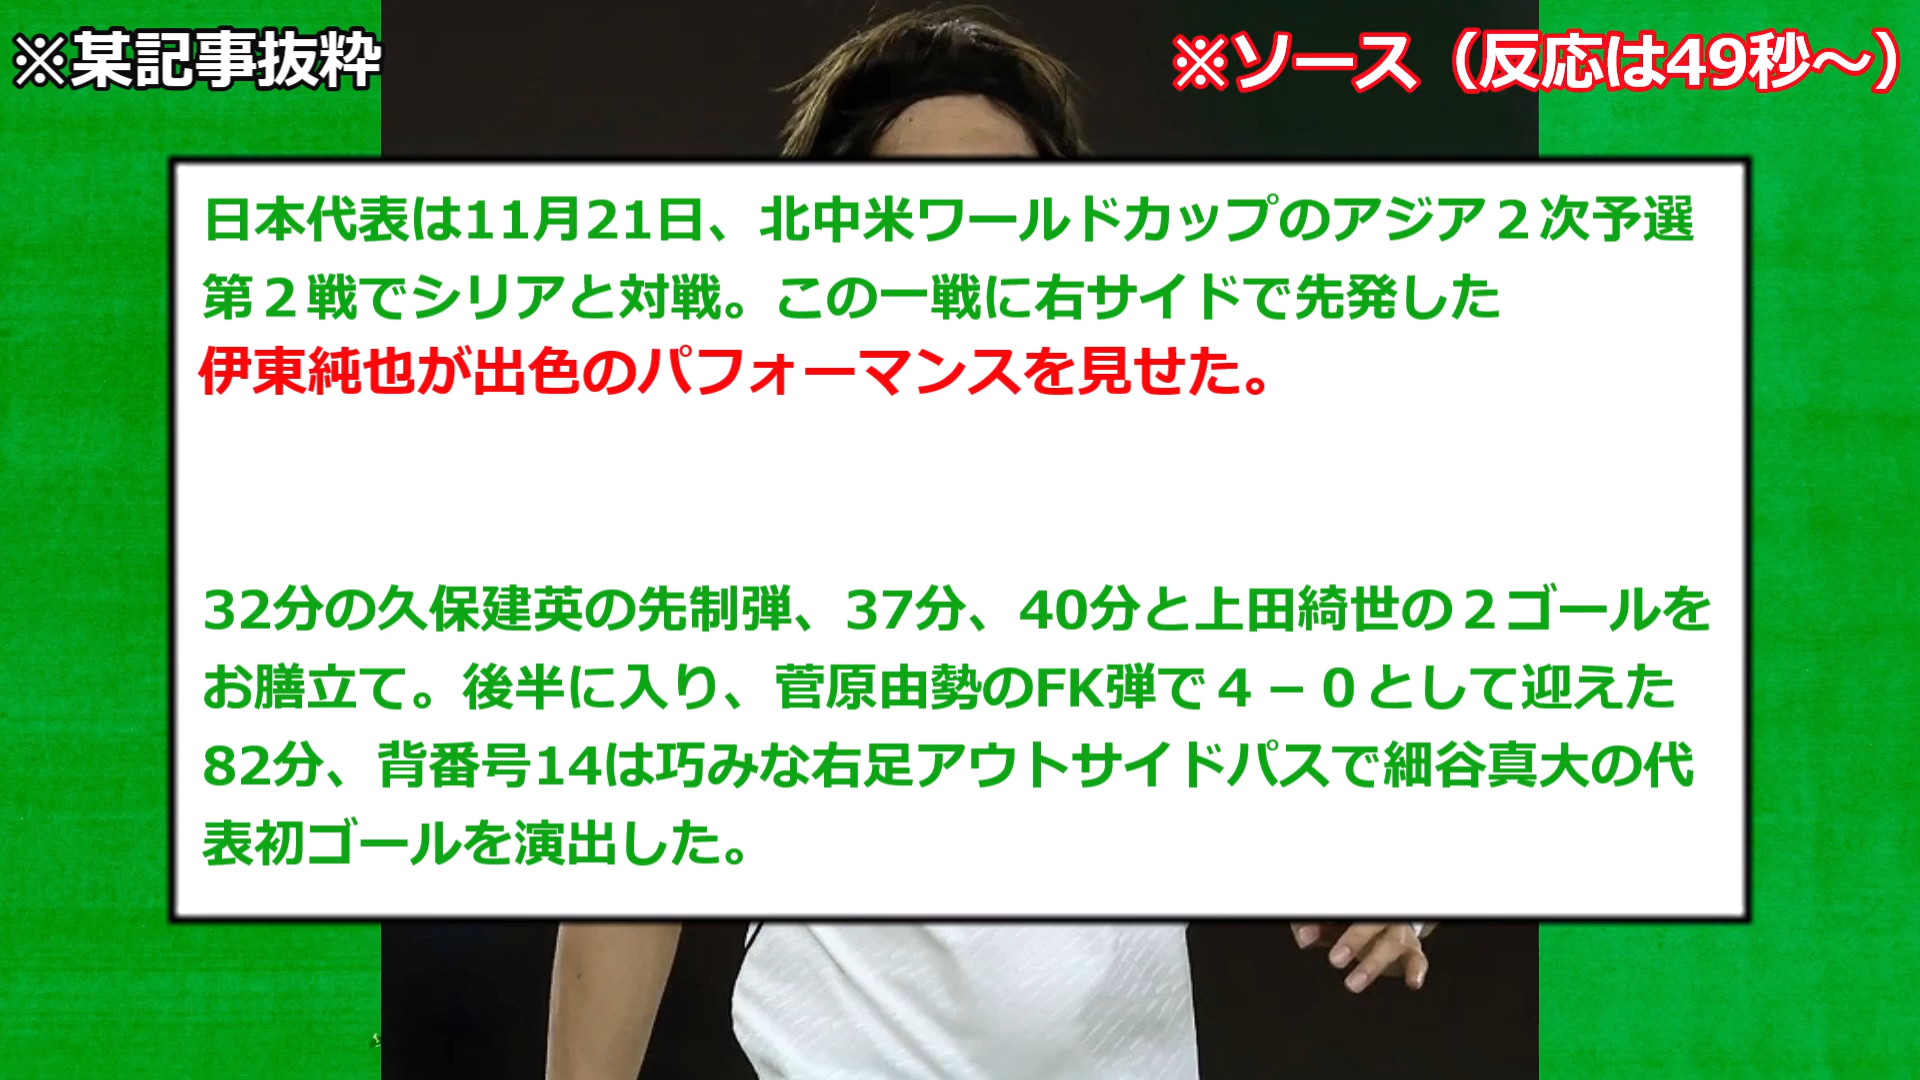 ※某記事抜粋
※ソース（反応は49秒～）
日本代表は11月21日、北中米ワールドカップのアジア２次予選
第２戦でシリアと対戦。この一戦に右サイドで先発した
伊東純也が出色のパフォーマンスを見せた。
32分の久保建英の先制弾、37分、40分と上田綺世の２ゴールを
お膳立て。後半に入り、菅原由勢のFK弾で４－０として迎えた
82分、背番号14は巧みな右足アウトサイドパスで細谷真大の代
表初ゴールを演出した。